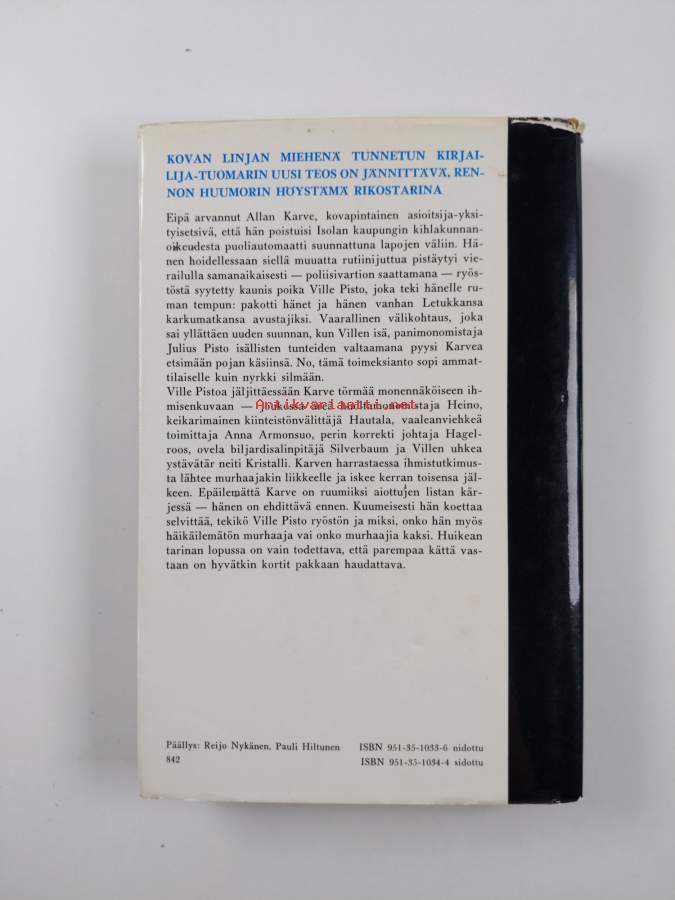 KOVAN LINJAN MIEHENÄ TUNNETUN KIRJAI-
LIJA-TUOMARIN UUSI TEOS ON JÄNNITTÄVÄ, REN-
NON HUUMORIN HÖYSTÄMÄ RIKOSTARINA
Eipä arvannut Allan Karve, kovapintainen asioitsija-yksi-
tyisetsivä, että hän poistuisi Isolan kaupungin kihlakunnan-
oikeudesta puoliautomaatti suunnattuna lapojen väliin. Hä-
nen hoidellessaan siellä muuatta rutiinijuttua pistäytyi vie-
railulla samanaikaisesti — poliisivartion saattamana — ryös-
töstä syytetty kaunis poika Ville Pisto, joka teki hänelle ru-
man tempun: pakotti hänet ja hänen vanhan Letukkansa
karkumatkansa avustajiksi. Vaarallinen välikohtaus, joka
sai yllättäen uuden suunnan, kun Villen isä, panimonomistaja
Julius Pisto isällisten tunteiden valtaamana pyysi Karvea
etsimään pojan käsiinsä. No, tämä toimeksianto sopi ammat-
tilaiselle kuin nyrkki silmään.
Ville Pistoa jäljittäessään Karve törmää monennäköiseen ih-
misenkuvaan — joukossa ovat
taja Heino,
keikarimainen kiinteistönvälittäjä Hautala, vaaleanviehkeä
toimittaja Anna Armonsuo, perin korrekti johtaja Hagel-
roos, ovela biljardisalinpitäjä Silverbaum ja Villen uhkea
ystävätär neiti Kristalli. Karven harrastaessa ihmistutkimus-
ta lähtee murhaajakin liikkeelle ja iskee kerran toisensa jäl-
keen. Epäilemättä Karve on ruumiiksi aiottujen listan kär-
jessä — hänen on ehdittävä ennen. Kuumeisesti hän koettaa
selvittää, tekikö Ville Pisto ryöstön ja miksi, onko hän myös
häikäilemätön murhaaja vai onko murhaajia kaksi. Huikean
tarinan lopussa on vain todettava, että parempaa kättä vas-
taan on hyvätkin kortit pakkaan haudattava.
Antikvariaatti.net
Päällys: Reijo Nykänen, Pauli Hiltunen
842
ISBN 951-35-1033-6 nidottu
ISBN 951-35-1034-4 sidottu